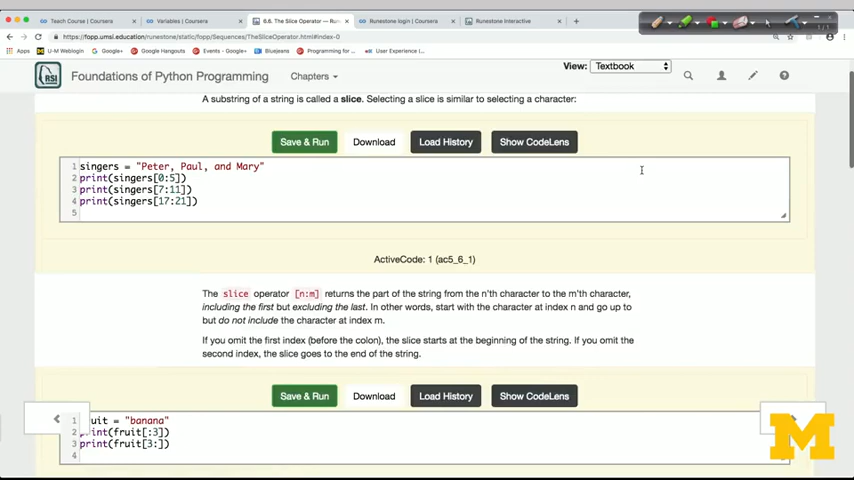 Teach Course | Coursera
Variables | Coursera
6.6. The Slice Operator — Run
Runestone login | Coursera
Runestone Interactive
https://fopp.umsi.education/runestone/static/fopp/Sequences/TheSliceOperator.html#index-0
Apps U-M Weblogin Google+ Google Hangouts Events - Google+ Bluejeans Programming for ... User Experience I...
RSI Foundations of Python Programming Chapters
View: Textbook
A substring of a string is called a slice. Selecting a slice is similar to selecting a character:
Save & Run Download Load History Show CodeLens
1 singers = "Peter, Paul, and Mary"
2 print(singers[0:5])
3 print(singers[7:11])
4 print(singers[17:21])
5
ActiveCode: 1 (ac5_6_1)
The slice operator [n:m] returns the part of the string from the n'th character to the m'th character,
including the first but excluding the last. In other words, start with the character at index n and go up to
but do not include the character at index m.
If you omit the first index (before the colon), the slice starts at the beginning of the string. If you omit the
second index, the slice goes to the end of the string.
Save & Run Download Load History Show CodeLens
1 fruit = "banana"
2 print(fruit[:3])
3 print(fruit[3:])
4
M